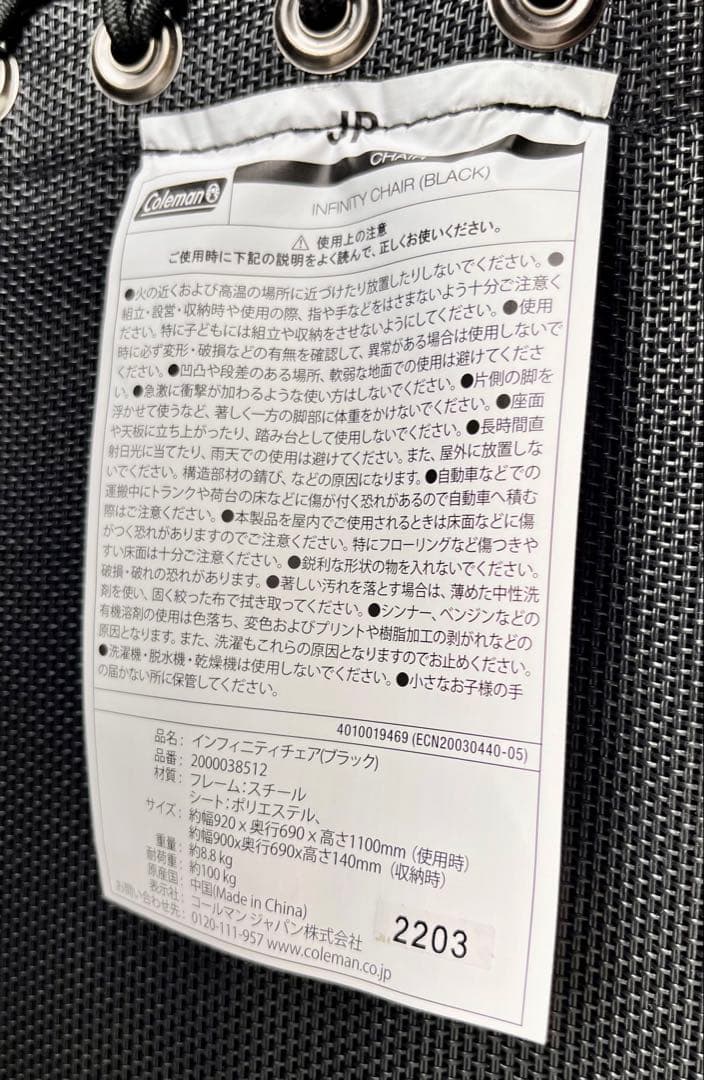 JP
CHAIR
Coleman
INFINITY CHAIR (BLACK)
⚠ 使用上の注意
ご使用時に下記の説明をよく読んで、正しくお使いください。
●火の近くおよび高温の場所に近づけたり放置したりしないでください。●
組立・設営・収納時や使用の際、指や手などをはさまないよう十分ご注意く
ださい。特に子どもには組立や収納をさせないようにしてください。●使用
時に必ず変形・破損などの有無を確認して、異常がある場合は使用しないで
ください。●凹凸や段差のある場所、軟弱な地面での使用は避けてくださ
い。●急激に衝撃が加わるような使い方はしないでください。●片側の脚を
浮かせて使うなど、著しく一方の脚部に体重をかけないでください。●座面
や天板に立ち上がったり、踏み台として使用しないでください。●長時間直
射日光に当てたり、雨天での使用は避けてください。また、屋外に放置しな
いでください。構造部材の錆び、などの原因になります。●自動車などでの
運搬中にトランクや荷台の床などに傷が付く恐れがあるので自動車へ積む
際はご注意ください。●本製品を屋内でご使用されるときは床面などに傷
がつく恐れがありますのでご注意ください。特にフローリングなど傷つきや
すい床面は十分ご注意ください。●鋭利な形状の物を入れないでください。
破損・破れの恐れがあります。●著しい汚れを落とす場合は、薄めた中性洗
剤を使い、固く絞った布で拭き取ってください。●シンナー、ベンジンなどの
有機溶剤の使用は色落ち、変色およびプリントや樹脂加工の剥がれなどの
原因となります。また、洗濯もこれらの原因となりますのでお止めください。
●洗濯機・脱水機・乾燥機は使用しないでください。●小さなお子様の手
の届かない所に保管してください。
4010019469 (ECN20030440-05)
品名：インフィニティチェア(ブラック)
品番：2000038512
材質：フレーム：スチール
シート：ポリエステル、
サイズ：約幅920 x 奥行690 x 高さ1100mm（使用時）
約幅900x奥行690x高さ140mm（収納時）
重量：約8.8 kg
耐荷重：約100 kg
原産国：中国(Made in China)
表示社：コールマン ジャパン株式会社
お問い合わせ先：0120-111-957 www.coleman.co.jp
2203